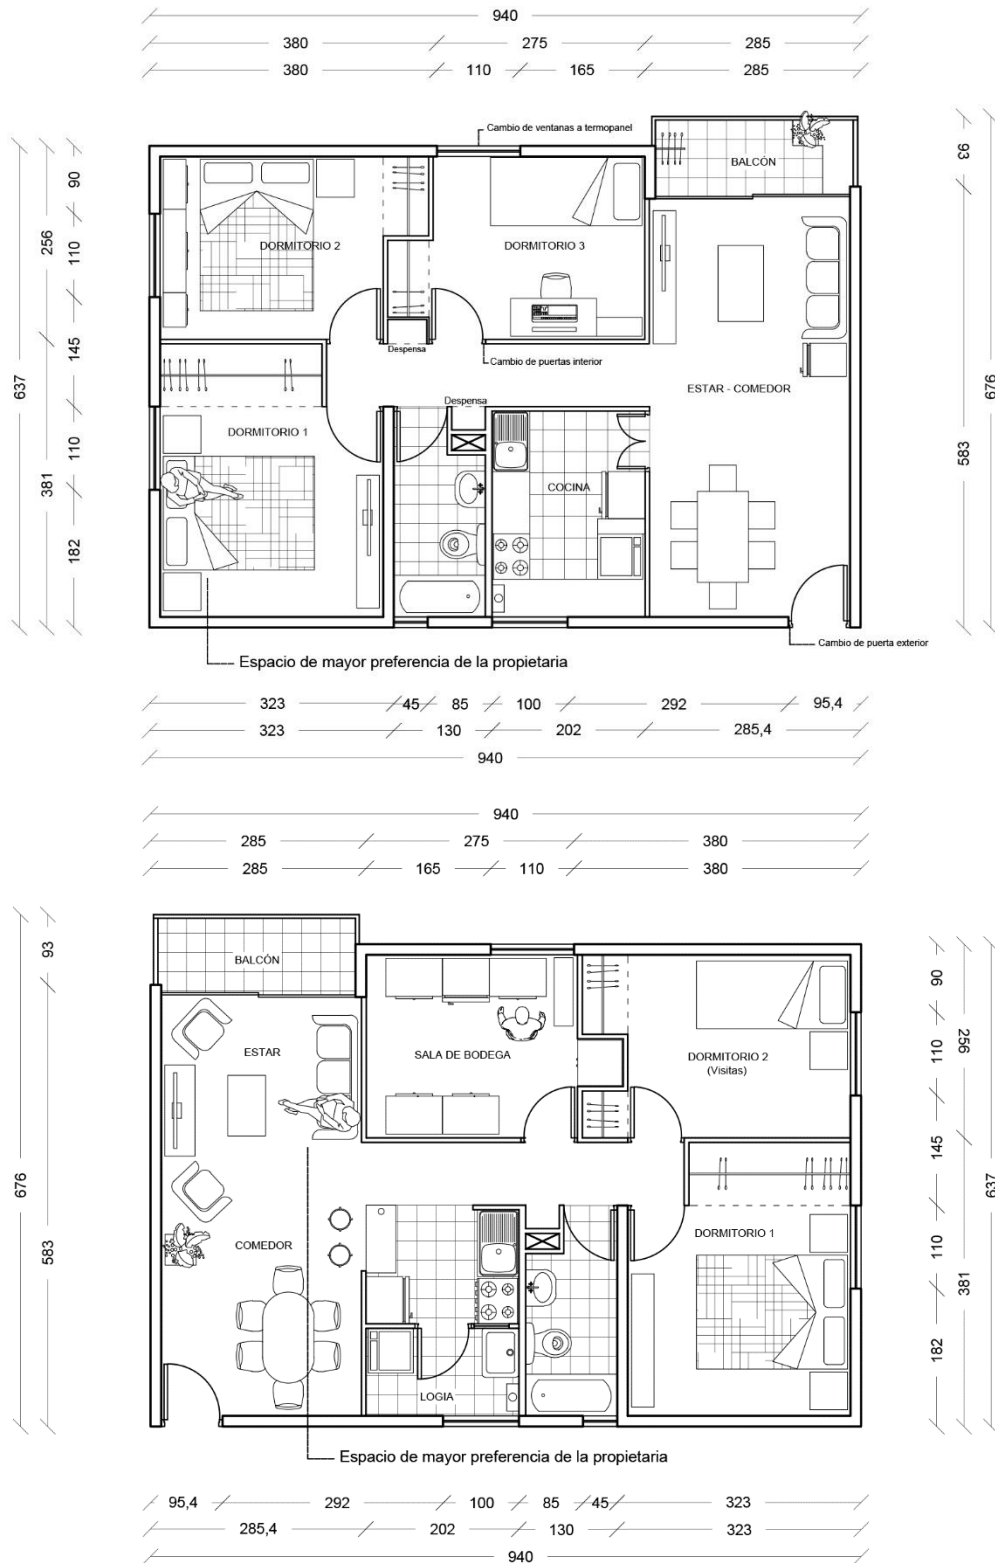 940
380 275 285
380 110 165 285
Cambio de ventanas a termopanel
BALCÓN
DORMITORIO 2
DORMITORIO 3
90
256
110
145
637
110
381
182
93
676
583
Despensa
Cambio de puertas interior
ESTAR - COMEDOR
Despensa
DORMITORIO 1
COCINA
Cambio de puerta exterior
Espacio de mayor preferencia de la propietaria
323 45 85 100 292 95,4
323 130 202 285,4
940
940
285 275 380
285 165 110 380
93
676
583
BALCÓN
ESTAR
SALA DE BODEGA
DORMITORIO 2
(Visitas)
90
110
256
145
637
110
381
182
COMEDOR
DORMITORIO 1
LOGIA
Espacio de mayor preferencia de la propietaria
95,4 292 100 85 45 323
285,4 202 130 323
940